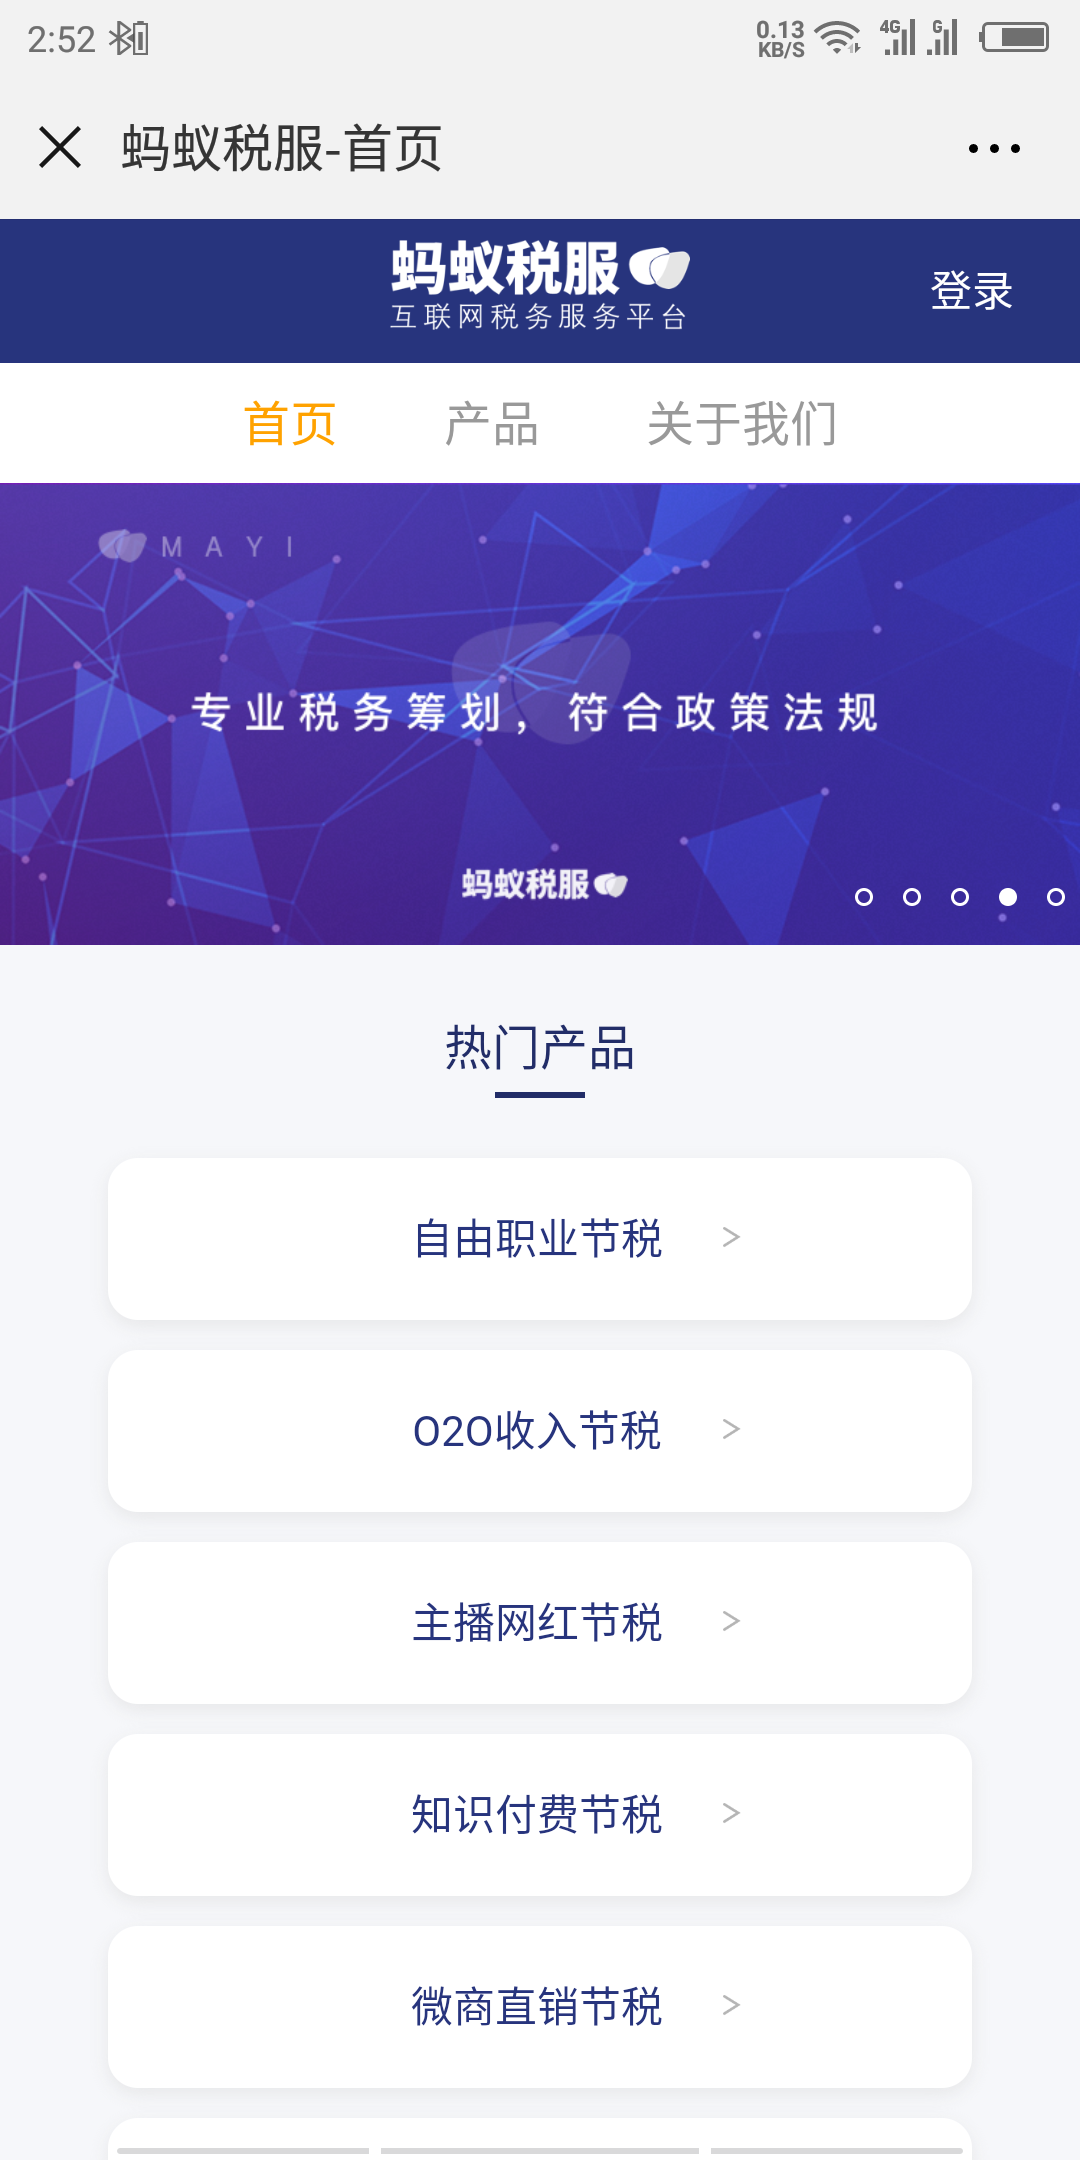 2:52
0.13
KB/S
4G
G
蚂蚁税服-首页
蚂蚁税服
互联网税务服务平台
登录
首页
产品
关于我们
MAYI
专业税务筹划，符合政策法规
蚂蚁税服
热门产品
自由职业节税 >
O2O收入节税 >
主播网红节税 >
知识付费节税 >
微商直销节税 >